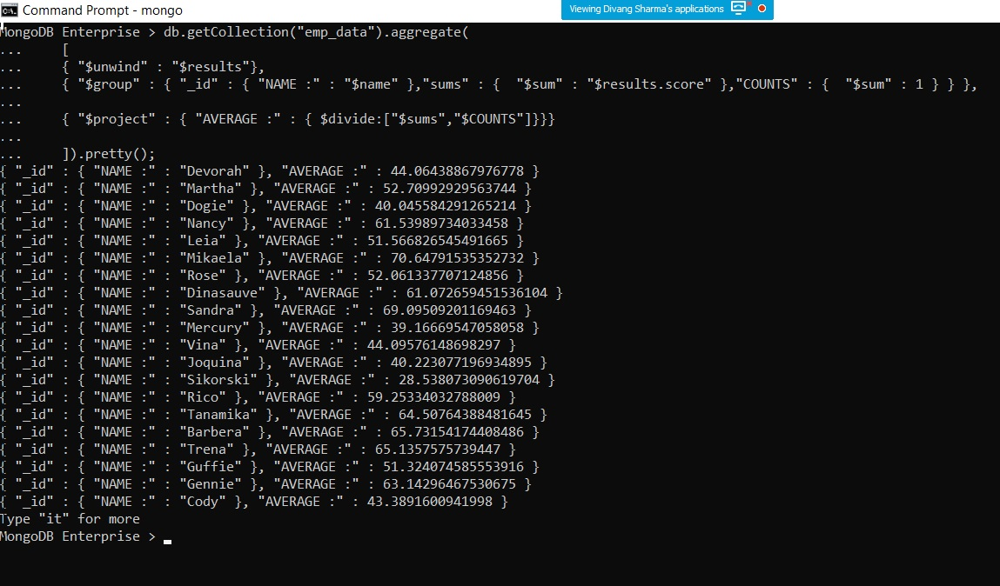 Command Prompt - mongo
Viewing Divang Sharma's applications
MongoDB Enterprise > db.getCollection("emp_data").aggregate(
...     [
...     { "$unwind" : "$results"},
...     { "$group" : { "_id" : { "NAME :" : "$name" },"sums" : {  "$sum" : "$results.score" },"COUNTS" : {  "$sum" : 1 } } },
...
...     { "$project" : { "AVERAGE :" : { $divide:["$sums","$COUNTS"]}}}
...
...     ]).pretty();
{ "_id" : { "NAME :" : "Devorah" }, "AVERAGE :" : 44.06438867976778 }
{ "_id" : { "NAME :" : "Martha" }, "AVERAGE :" : 52.70992929563744 }
{ "_id" : { "NAME :" : "Dogie" }, "AVERAGE :" : 40.045584291265214 }
{ "_id" : { "NAME :" : "Nancy" }, "AVERAGE :" : 61.53989734033458 }
{ "_id" : { "NAME :" : "Leia" }, "AVERAGE :" : 51.566826545491665 }
{ "_id" : { "NAME :" : "Mikaela" }, "AVERAGE :" : 70.64791535352732 }
{ "_id" : { "NAME :" : "Rose" }, "AVERAGE :" : 52.061337707124856 }
{ "_id" : { "NAME :" : "Dinasauve" }, "AVERAGE :" : 61.072659451536104 }
{ "_id" : { "NAME :" : "Sandra" }, "AVERAGE :" : 69.09509201169463 }
{ "_id" : { "NAME :" : "Mercury" }, "AVERAGE :" : 39.16669547058058 }
{ "_id" : { "NAME :" : "Vina" }, "AVERAGE :" : 44.09576148698297 }
{ "_id" : { "NAME :" : "Joquina" }, "AVERAGE :" : 40.223077196934895 }
{ "_id" : { "NAME :" : "Sikorski" }, "AVERAGE :" : 28.538073090619704 }
{ "_id" : { "NAME :" : "Rico" }, "AVERAGE :" : 59.25334032788009 }
{ "_id" : { "NAME :" : "Tanamika" }, "AVERAGE :" : 64.50764388481645 }
{ "_id" : { "NAME :" : "Barbera" }, "AVERAGE :" : 65.73154174408486 }
{ "_id" : { "NAME :" : "Trena" }, "AVERAGE :" : 65.1357575739447 }
{ "_id" : { "NAME :" : "Guffie" }, "AVERAGE :" : 51.324074585553916 }
{ "_id" : { "NAME :" : "Gennie" }, "AVERAGE :" : 63.14296467530675 }
{ "_id" : { "NAME :" : "Cody" }, "AVERAGE :" : 43.3891600941998 }
Type "it" for more
MongoDB Enterprise >